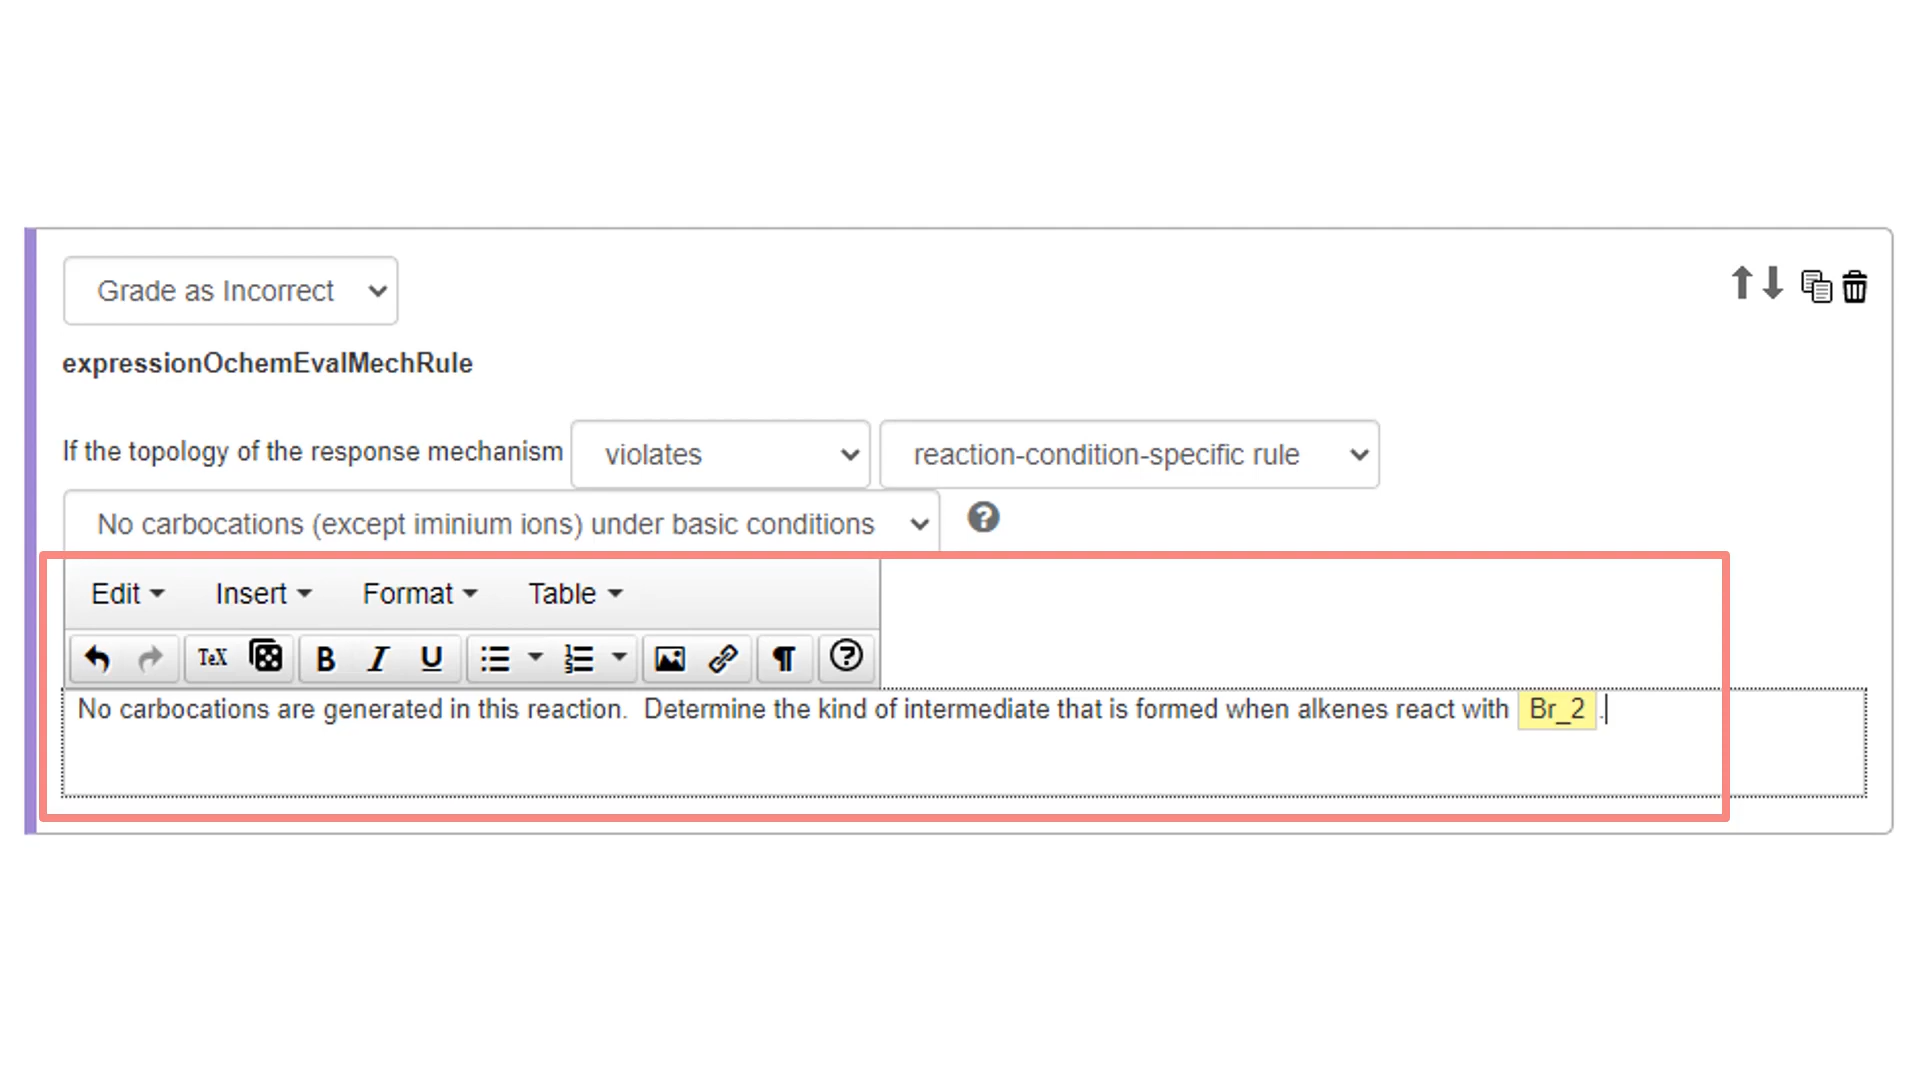 Grade as Incorrect
expressionOchemEvalMechRule
If the topology of the response mechanism violates reaction-condition-specific rule
No carbocations (except iminium ions) under basic conditions ?
Edit Insert Format Table
TeX B I U ¶ ?
No carbocations are generated in this reaction. Determine the kind of intermediate that is formed when alkenes react with Br_2 .